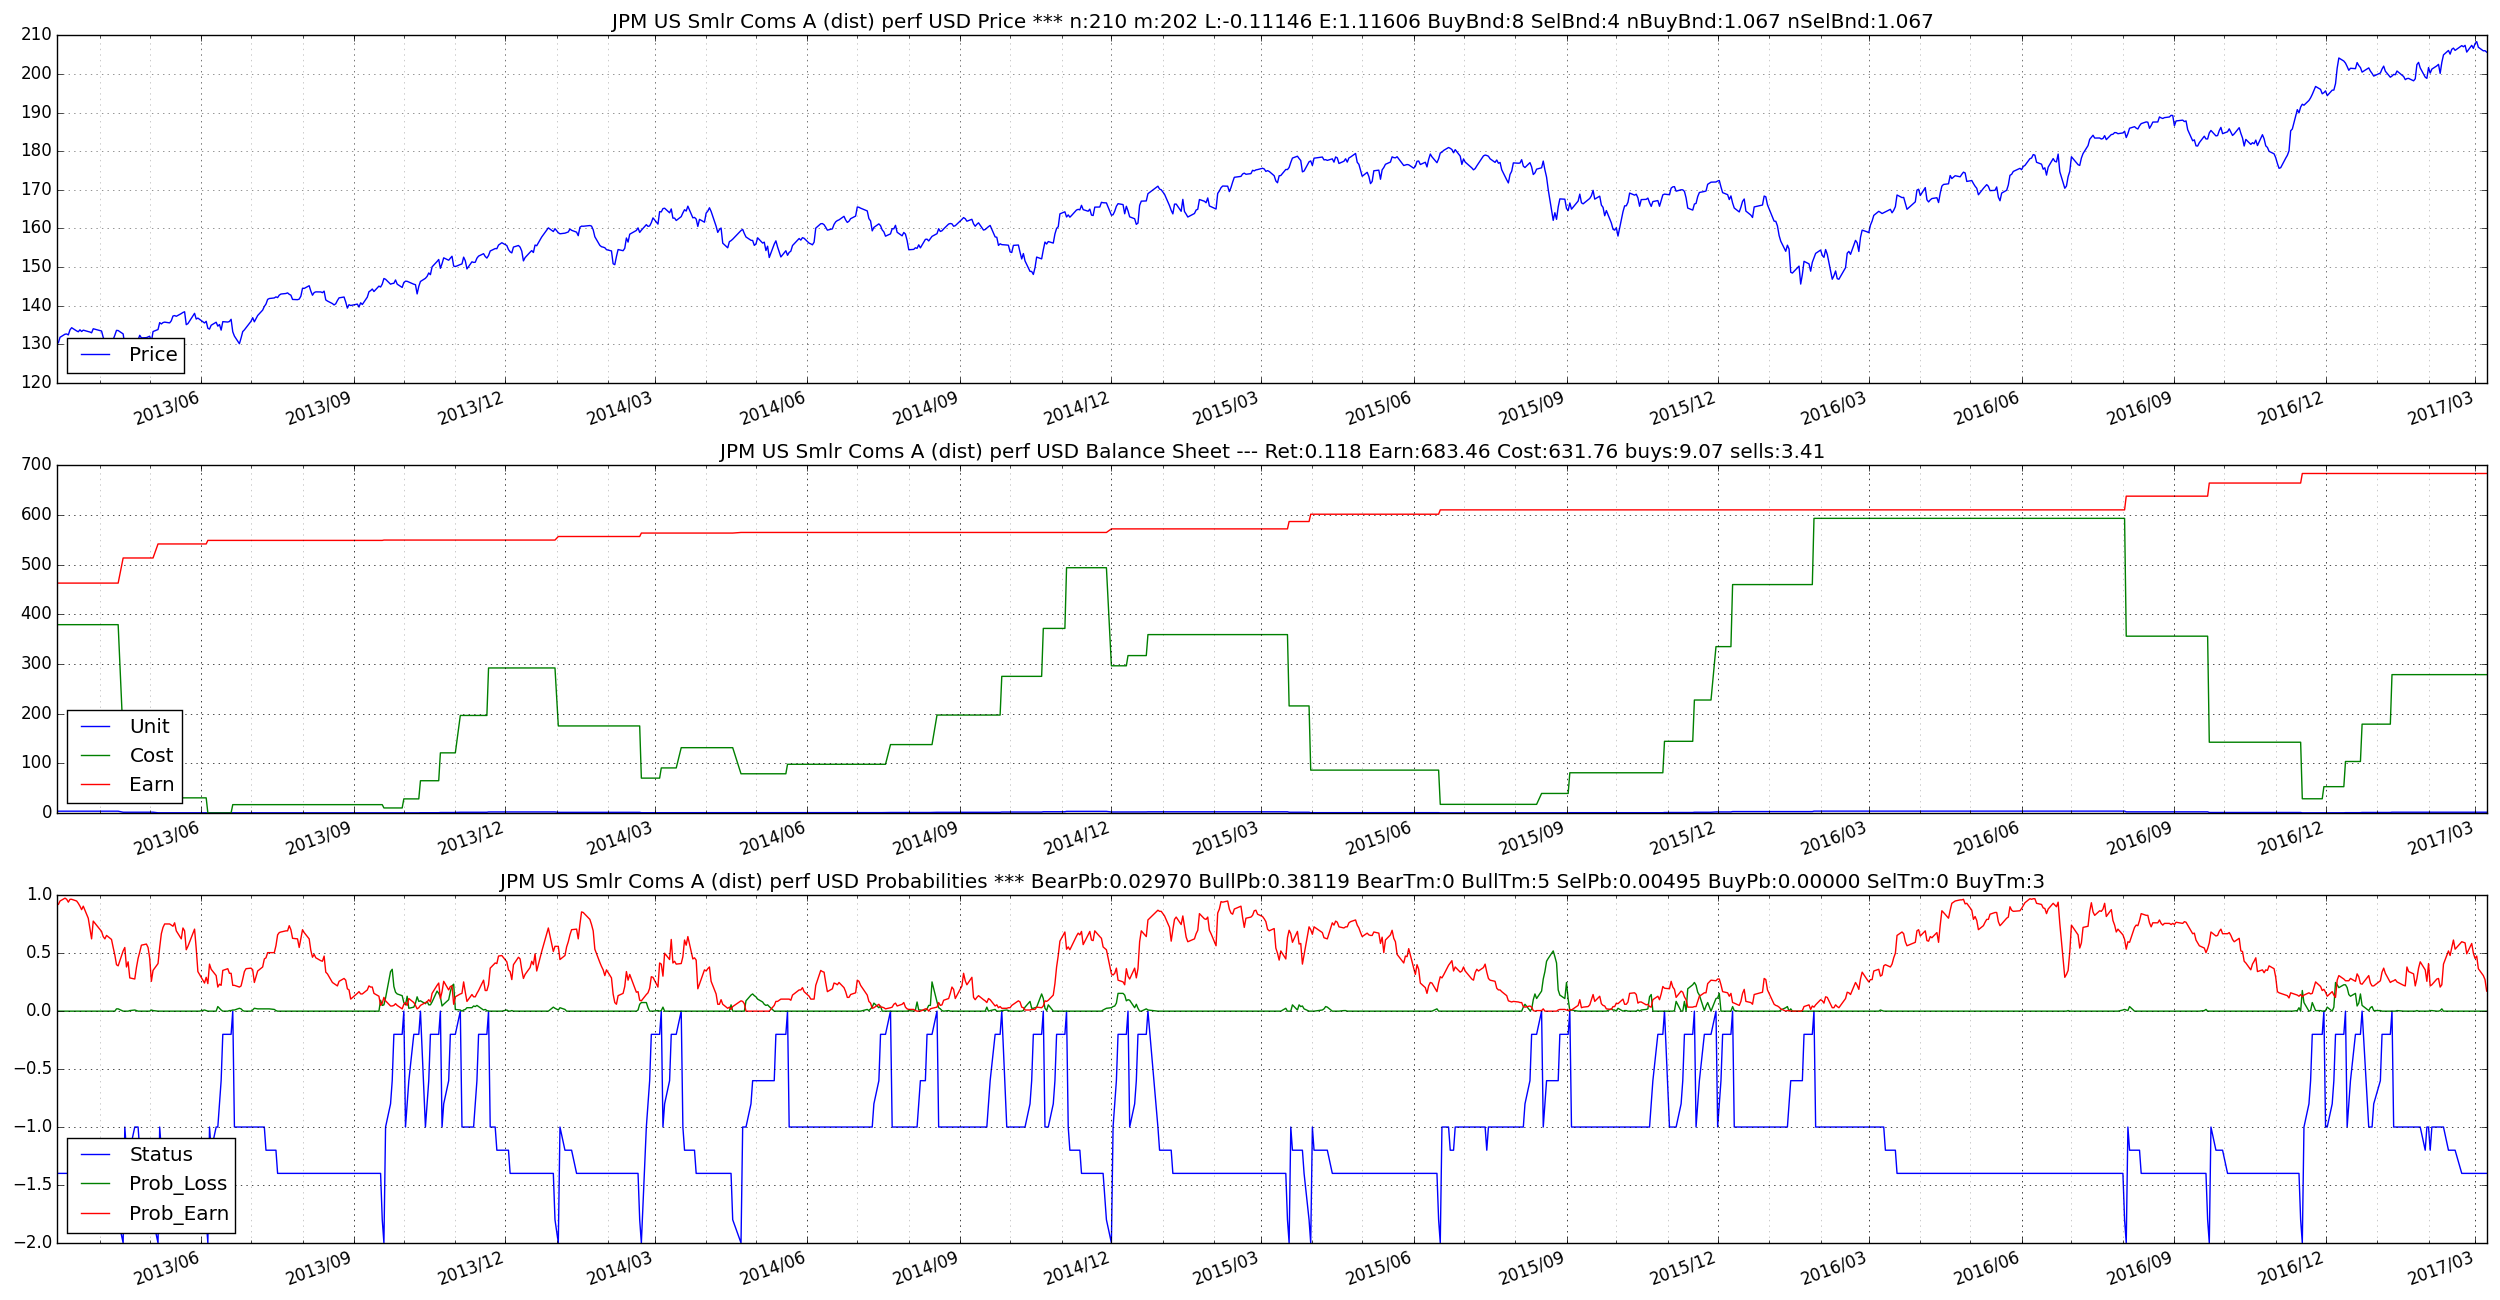 JPM US Smlr Coms A (dist) perf USD Price *** n:210 m:202 L:-0.11146 E:1.11606 BuyBnd:8 SelBnd:4 nBuyBnd:1.067 nSelBnd:1.067
210
200
190
180
170
160
150
140
130
120
Price
2013/06 2013/09 2013/12 2014/03 2014/06 2014/09 2014/12 2015/03 2015/06 2015/09 2015/12 2016/03 2016/06 2016/09 2016/12 2017/03
JPM US Smlr Coms A (dist) perf USD Balance Sheet --- Ret:0.118 Earn:683.46 Cost:631.76 buys:9.07 sells:3.41
700
600
500
400
300
200
100
0
Unit
Cost
Earn
2013/06 2013/09 2013/12 2014/03 2014/06 2014/09 2014/12 2015/03 2015/06 2015/09 2015/12 2016/03 2016/06 2016/09 2016/12 2017/03
JPM US Smlr Coms A (dist) perf USD Probabilities *** BearPb:0.02970 BullPb:0.38119 BearTm:0 BullTm:5 SelPb:0.00495 BuyPb:0.00000 SelTm:0 BuyTm:3
1.0
0.5
0.0
−0.5
−1.0
−1.5
−2.0
Status
Prob_Loss
Prob_Earn
2013/06 2013/09 2013/12 2014/03 2014/06 2014/09 2014/12 2015/03 2015/06 2015/09 2015/12 2016/03 2016/06 2016/09 2016/12 2017/03